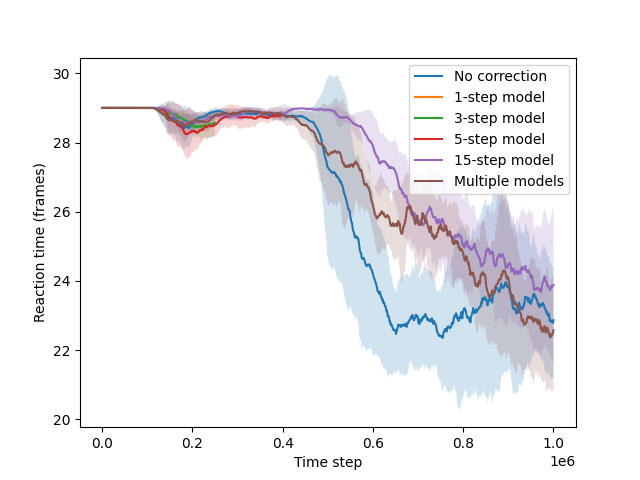 30
28
26
24
22
20
Reaction time (frames)
No correction
1-step model
3-step model
5-step model
15-step model
Multiple models
0.0 0.2 0.4 0.6 0.8 1.0
1e6
Time step